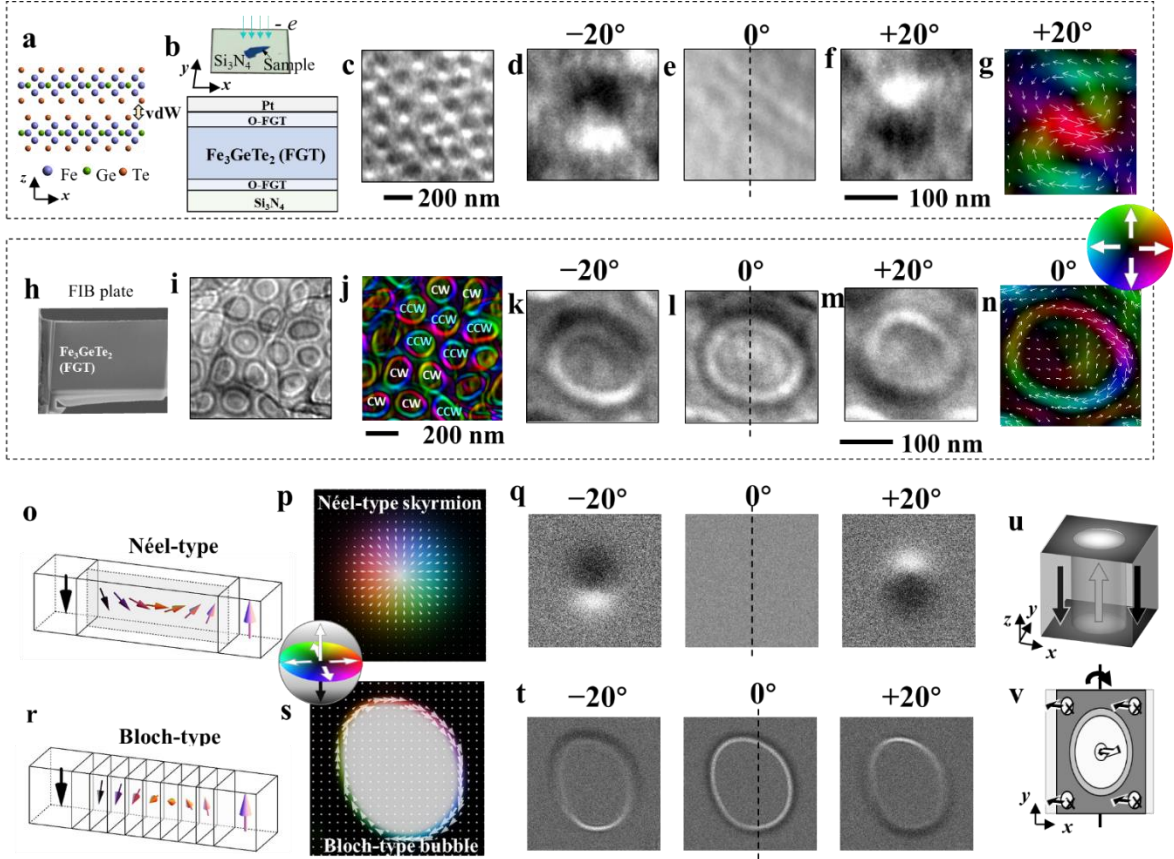 a
b
- e
Si₃N₄
Sample
y
x
vdW
Fe Ge Te
z
x
Pt
O-FGT
Fe₃GeTe₂ (FGT)
O-FGT
Si₃N₄
c
200 nm
d
−20°
e
0°
f
+20°
100 nm
g
+20°
h
FIB plate
Fe₃GeTe₂
(FGT)
i
j
CW
CW
CCW
CW
CCW
CCW
CCW
CCW
CW
CW
CW
CCW
200 nm
k
−20°
l
0°
m
+20°
100 nm
n
0°
o
Néel-type
p
Néel-type skyrmion
q
−20°
0°
+20°
u
z
y
x
r
Bloch-type
s
Bloch-type bubble
t
−20°
0°
+20°
v
y
x